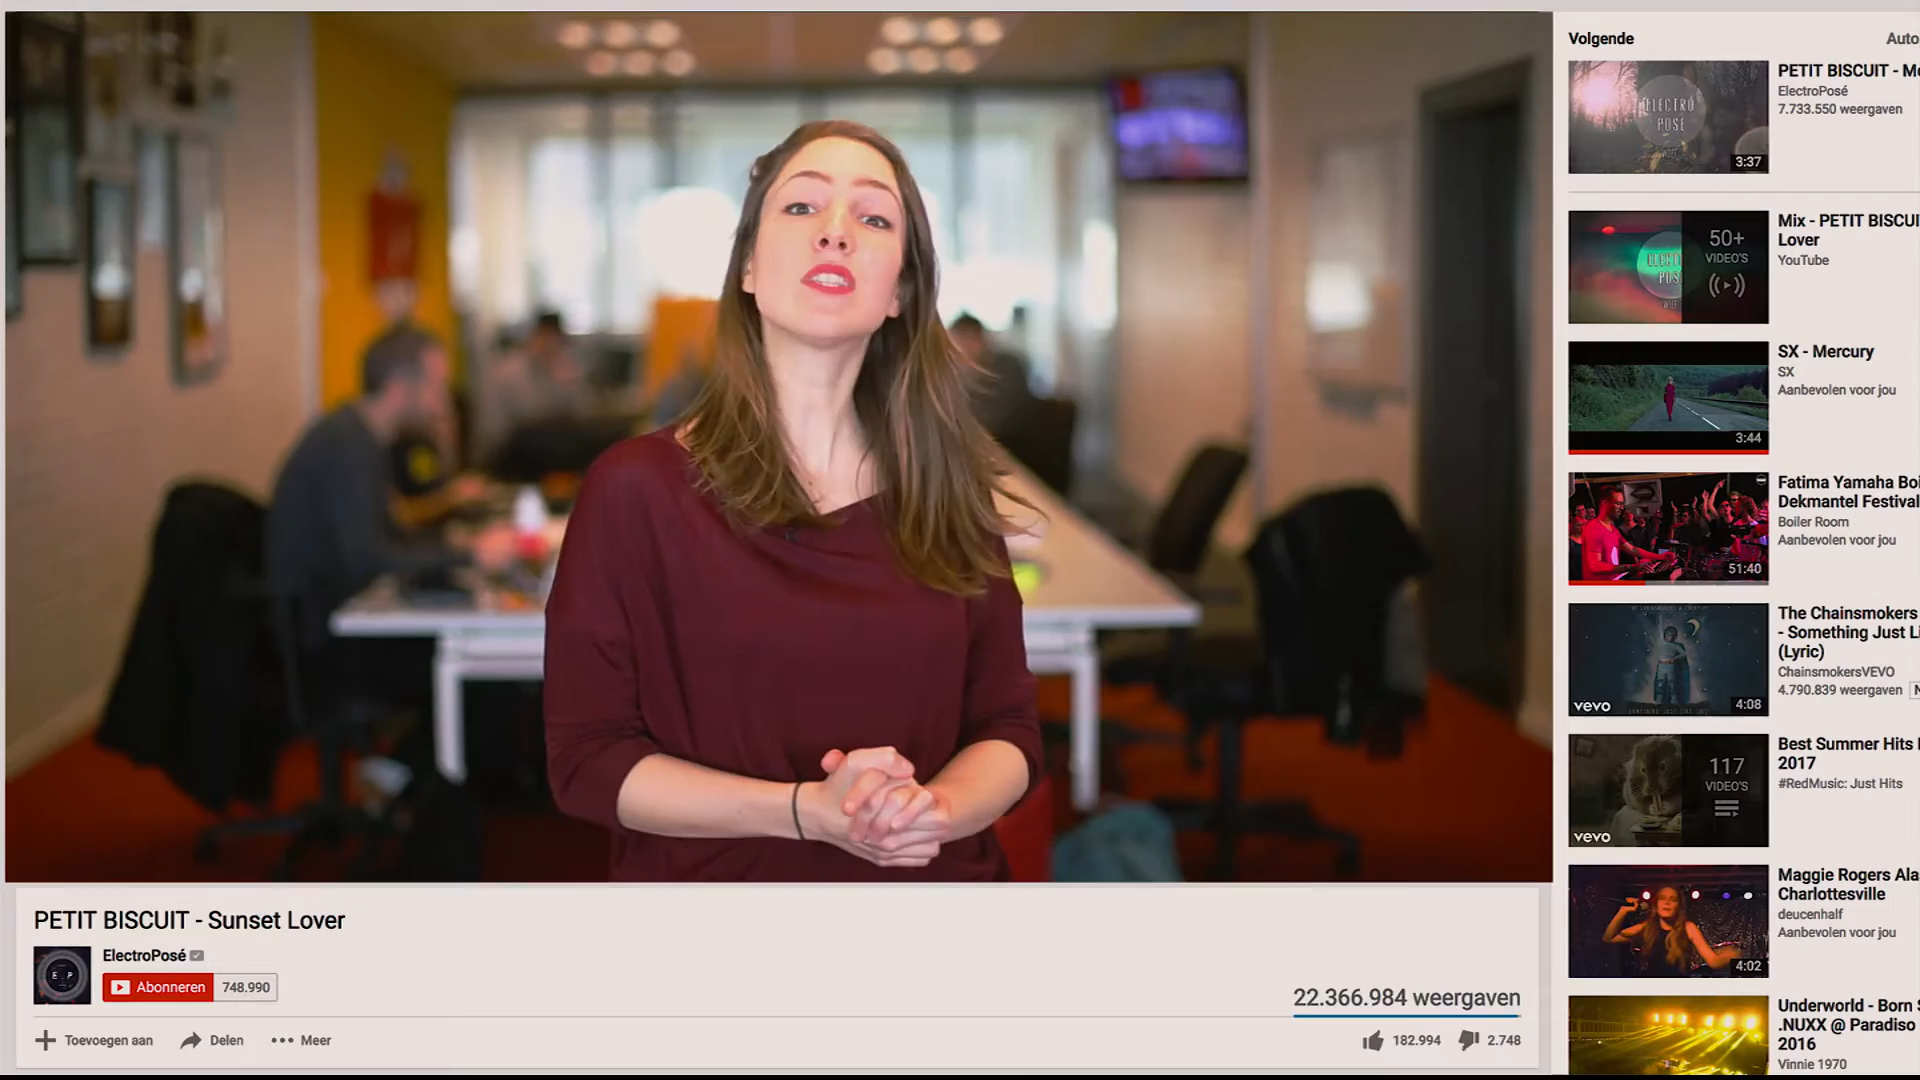 Volgende
Auto
PETIT BISCUIT - Me
ElectroPosé
7.733.550 weergaven
ELECTRO
POSÉ
3:37
Mix - PETIT BISCUI
Lover
YouTube
50+
VIDEO'S
SX - Mercury
SX
Aanbevolen voor jou
3:44
Fatima Yamaha Boi
Dekmantel Festival
Boiler Room
Aanbevolen voor jou
51:40
The Chainsmokers
- Something Just Li
(Lyric)
ChainsmokersVEVO
4.790.839 weergaven
N
vevo
4:08
Best Summer Hits
2017
#RedMusic: Just Hits
117
VIDEO'S
vevo
Maggie Rogers Ala
Charlottesville
deucenhalf
Aanbevolen voor jou
4:02
Underworld - Born S
.NUXX @ Paradiso
2016
Vinnie 1970
PETIT BISCUIT - Sunset Lover
E P
ElectroPosé
Abonneren 748.990
22.366.984 weergaven
Toevoegen aan Delen Meer
182.994 2.748